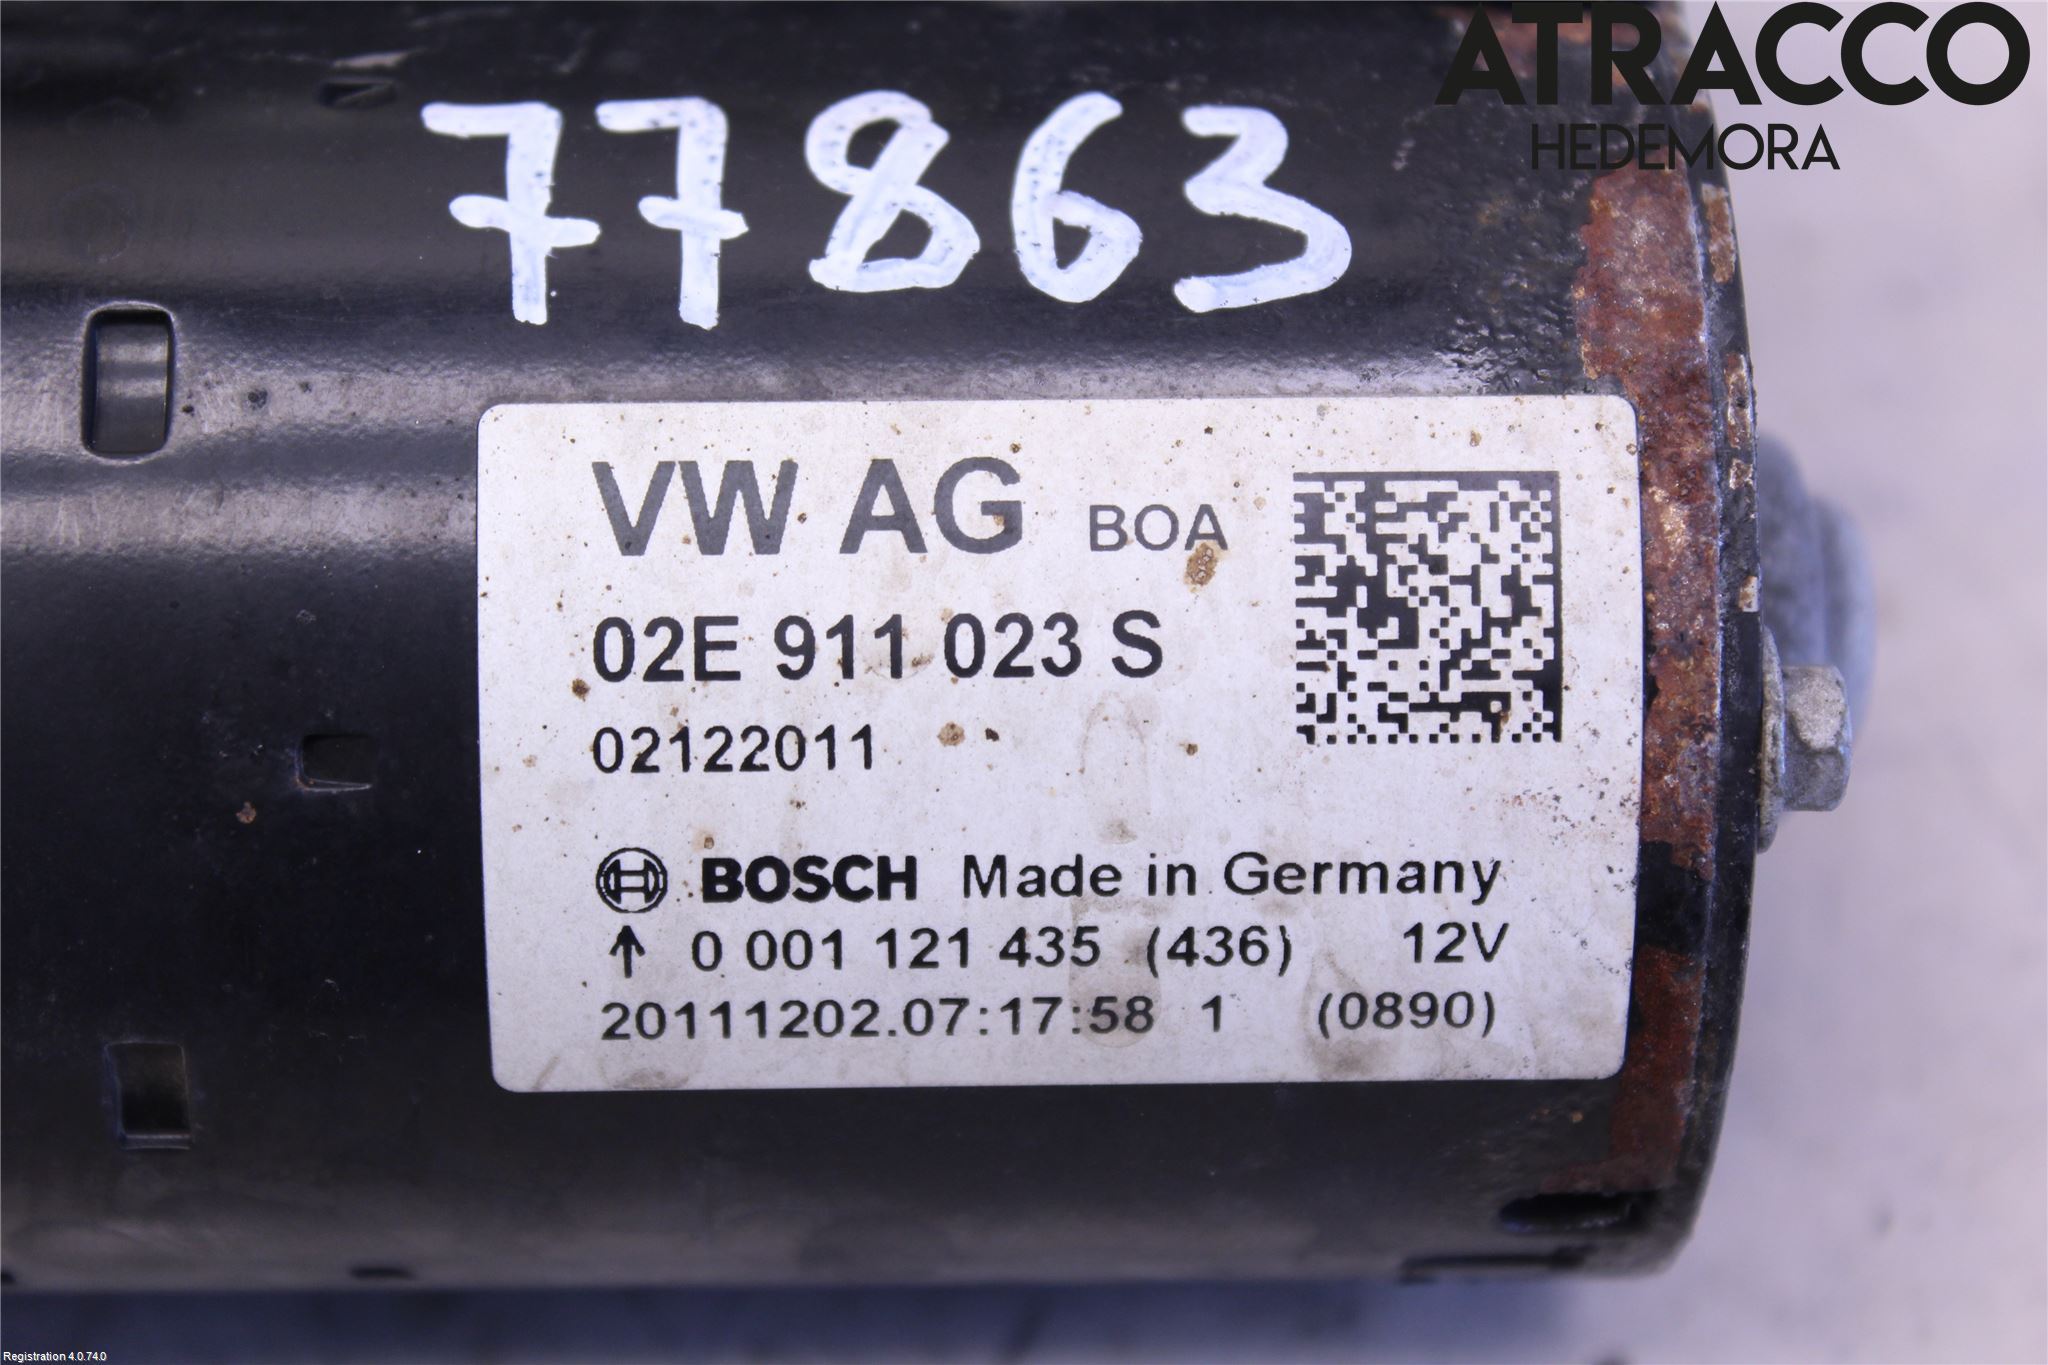 ATRACCO
HEDEMORA
77863
VW AG BOA
02E 911 023 S
02122011
BOSCH Made in Germany
↑ 0 001 121 435 (436) 12V
20111202.07:17:58 1 (0890)
Registration 4.0.74.0